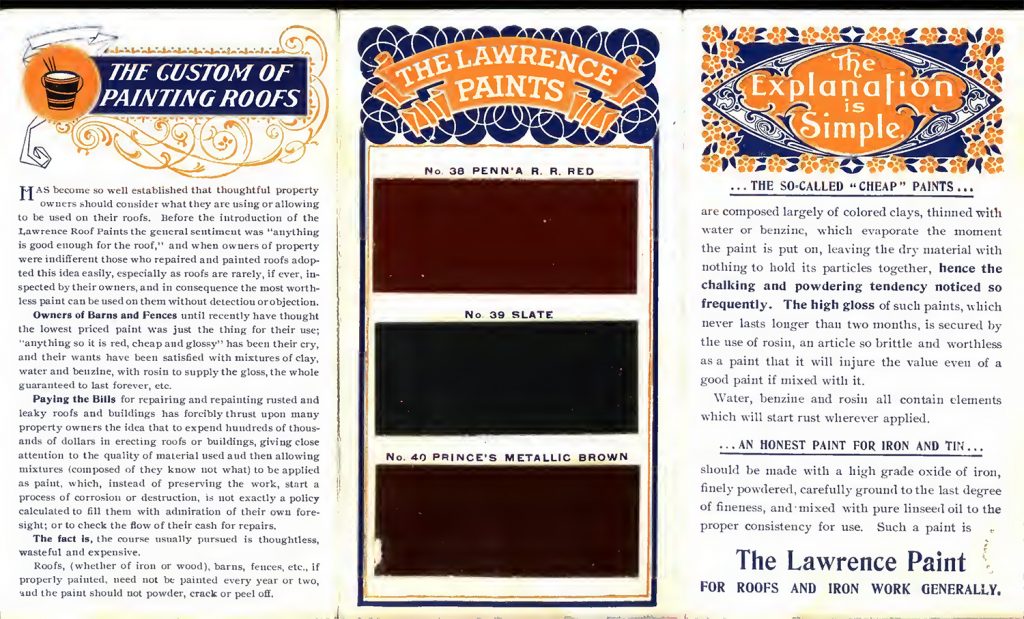 THE CUSTOM OF
PAINTING ROOFS
HAS become so well established that thoughtful property
owners should consider what they are using or allowing
to be used on their roofs. Before the introduction of the
Lawrence Roof Paints the general sentiment was "anything
is good enough for the roof," and when owners of property
were indifferent those who repaired and painted roofs adop-
ted this idea easily, especially as roofs are rarely, if ever, in-
spected by their owners, and in consequence the most worth-
less paint can be used on them without detection or objection.
Owners of Barns and Fences until recently have thought
the lowest priced paint was just the thing for their use;
"anything so it is red, cheap and glossy" has been their cry,
and their wants have been satisfied with mixtures of clay,
water and benzine, with rosin to supply the gloss, the whole
guaranteed to last forever, etc.
Paying the Bills for repairing and repainting rusted and
leaky roofs and buildings has forcibly thrust upon many
property owners the idea that to expend hundreds of thous-
ands of dollars in erecting roofs or buildings, giving close
attention to the quality of material used and then allowing
mixtures (composed of they know not what) to be applied
as paint, which, instead of preserving the work, start a
process of corrosion or destruction, is not exactly a policy
calculated to fill them with admiration of their own fore-
sight; or to check the flow of their cash for repairs.
The fact is, the course usually pursued is thoughtless,
wasteful and expensive.
Roofs, (whether of iron or wood), barns, fences, etc., if
properly painted, need not be painted every year or two,
and the paint should not powder, crack or peel off.
THE LAWRENCE
PAINTS
No. 38 PENN'A R. R. RED
No. 39 SLATE
No. 40 PRINCE'S METALLIC BROWN
The
Explanation
is
Simple.
... THE SO-CALLED "CHEAP" PAINTS ...
are composed largely of colored clays, thinned with
water or benzine, which evaporate the moment
the paint is put on, leaving the dry material with
nothing to hold its particles together, hence the
chalking and powdering tendency noticed so
frequently. The high gloss of such paints, which
never lasts longer than two months, is secured by
the use of rosin, an article so brittle and worthless
as a paint that it will injure the value even of a
good paint if mixed with it.
Water, benzine and rosin all contain elements
which will start rust wherever applied.
... AN HONEST PAINT FOR IRON AND TIN ...
should be made with a high grade oxide of iron,
finely powdered, carefully ground to the last degree
of fineness, and mixed with pure linseed oil to the
proper consistency for use. Such a paint is
The Lawrence Paint
FOR ROOFS AND IRON WORK GENERALLY.